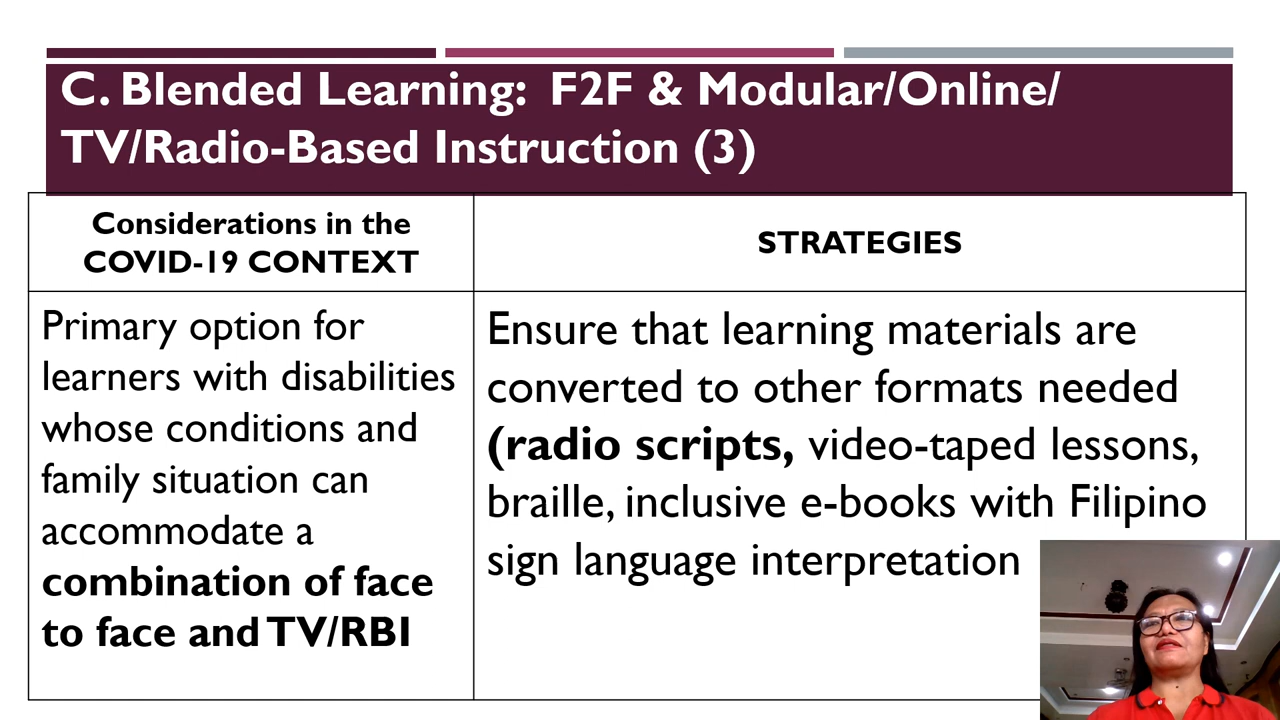 C. Blended Learning: F2F & Modular/Online/
TV/Radio-Based Instruction (3)
Considerations in the
COVID-19 CONTEXT
STRATEGIES
Primary option for
learners with disabilities
whose conditions and
family situation can
accommodate a
combination of face
to face and TV/RBI
Ensure that learning materials are
converted to other formats needed
(radio scripts, video-taped lessons,
braille, inclusive e-books with Filipino
sign language interpretation